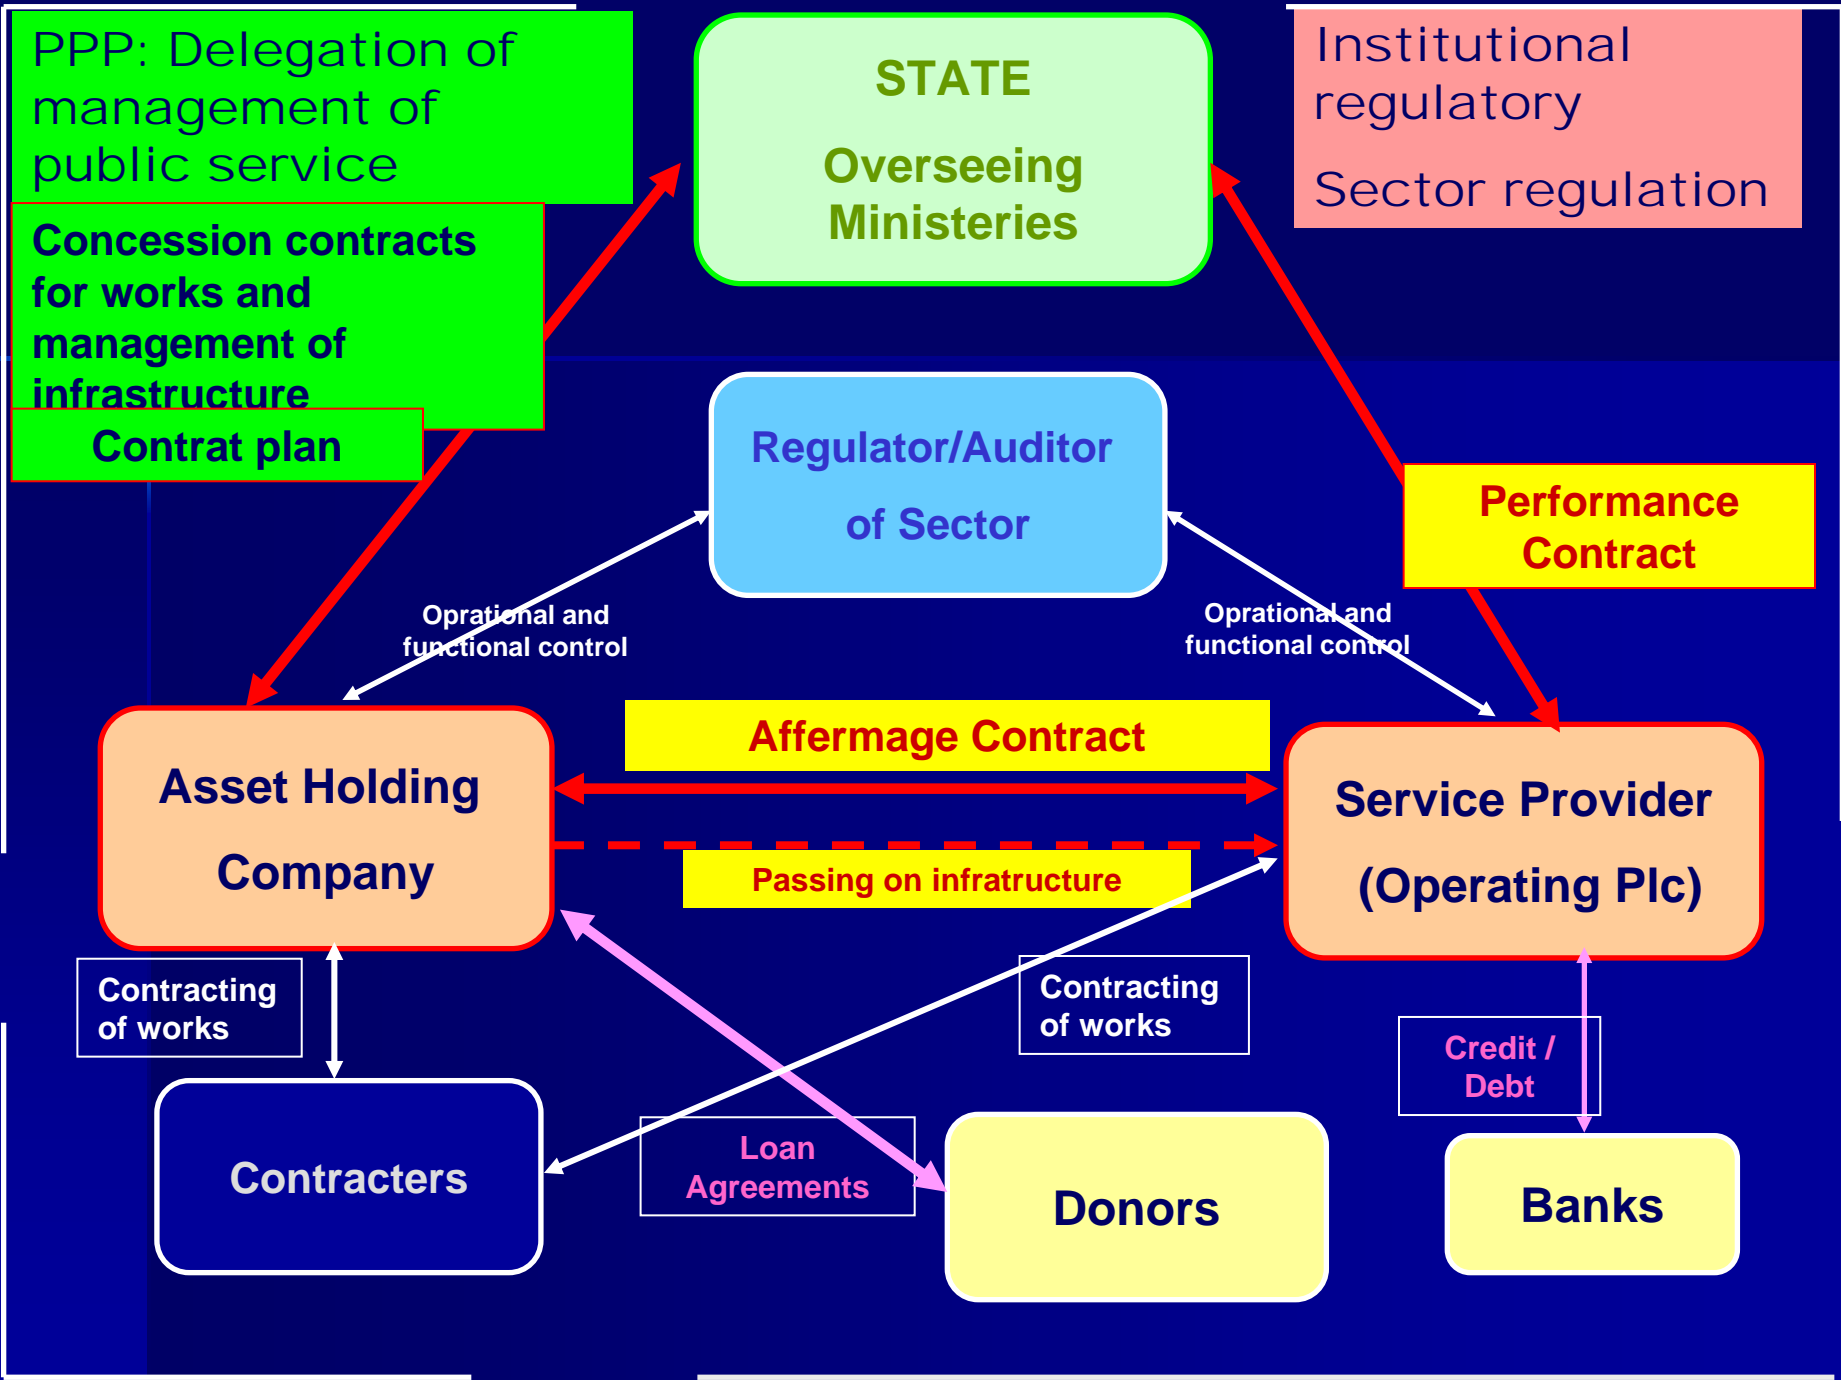 PPP: Delegation of
management of
public service
STATE
Overseeing
Ministeries
Institutional
regulatory
Sector regulation
Concession contracts
for works and
management of
infrastructure
Contrat plan
Regulator/Auditor
of Sector
Performance
Contract
Oprational and
functional control
Oprational and
functional control
Affermage Contract
Asset Holding
Company
Service Provider
(Operating Plc)
Passing on infratructure
Contracting
of works
Contracting
of works
Credit /
Debt
Loan
Agreements
Contracters
Donors
Banks